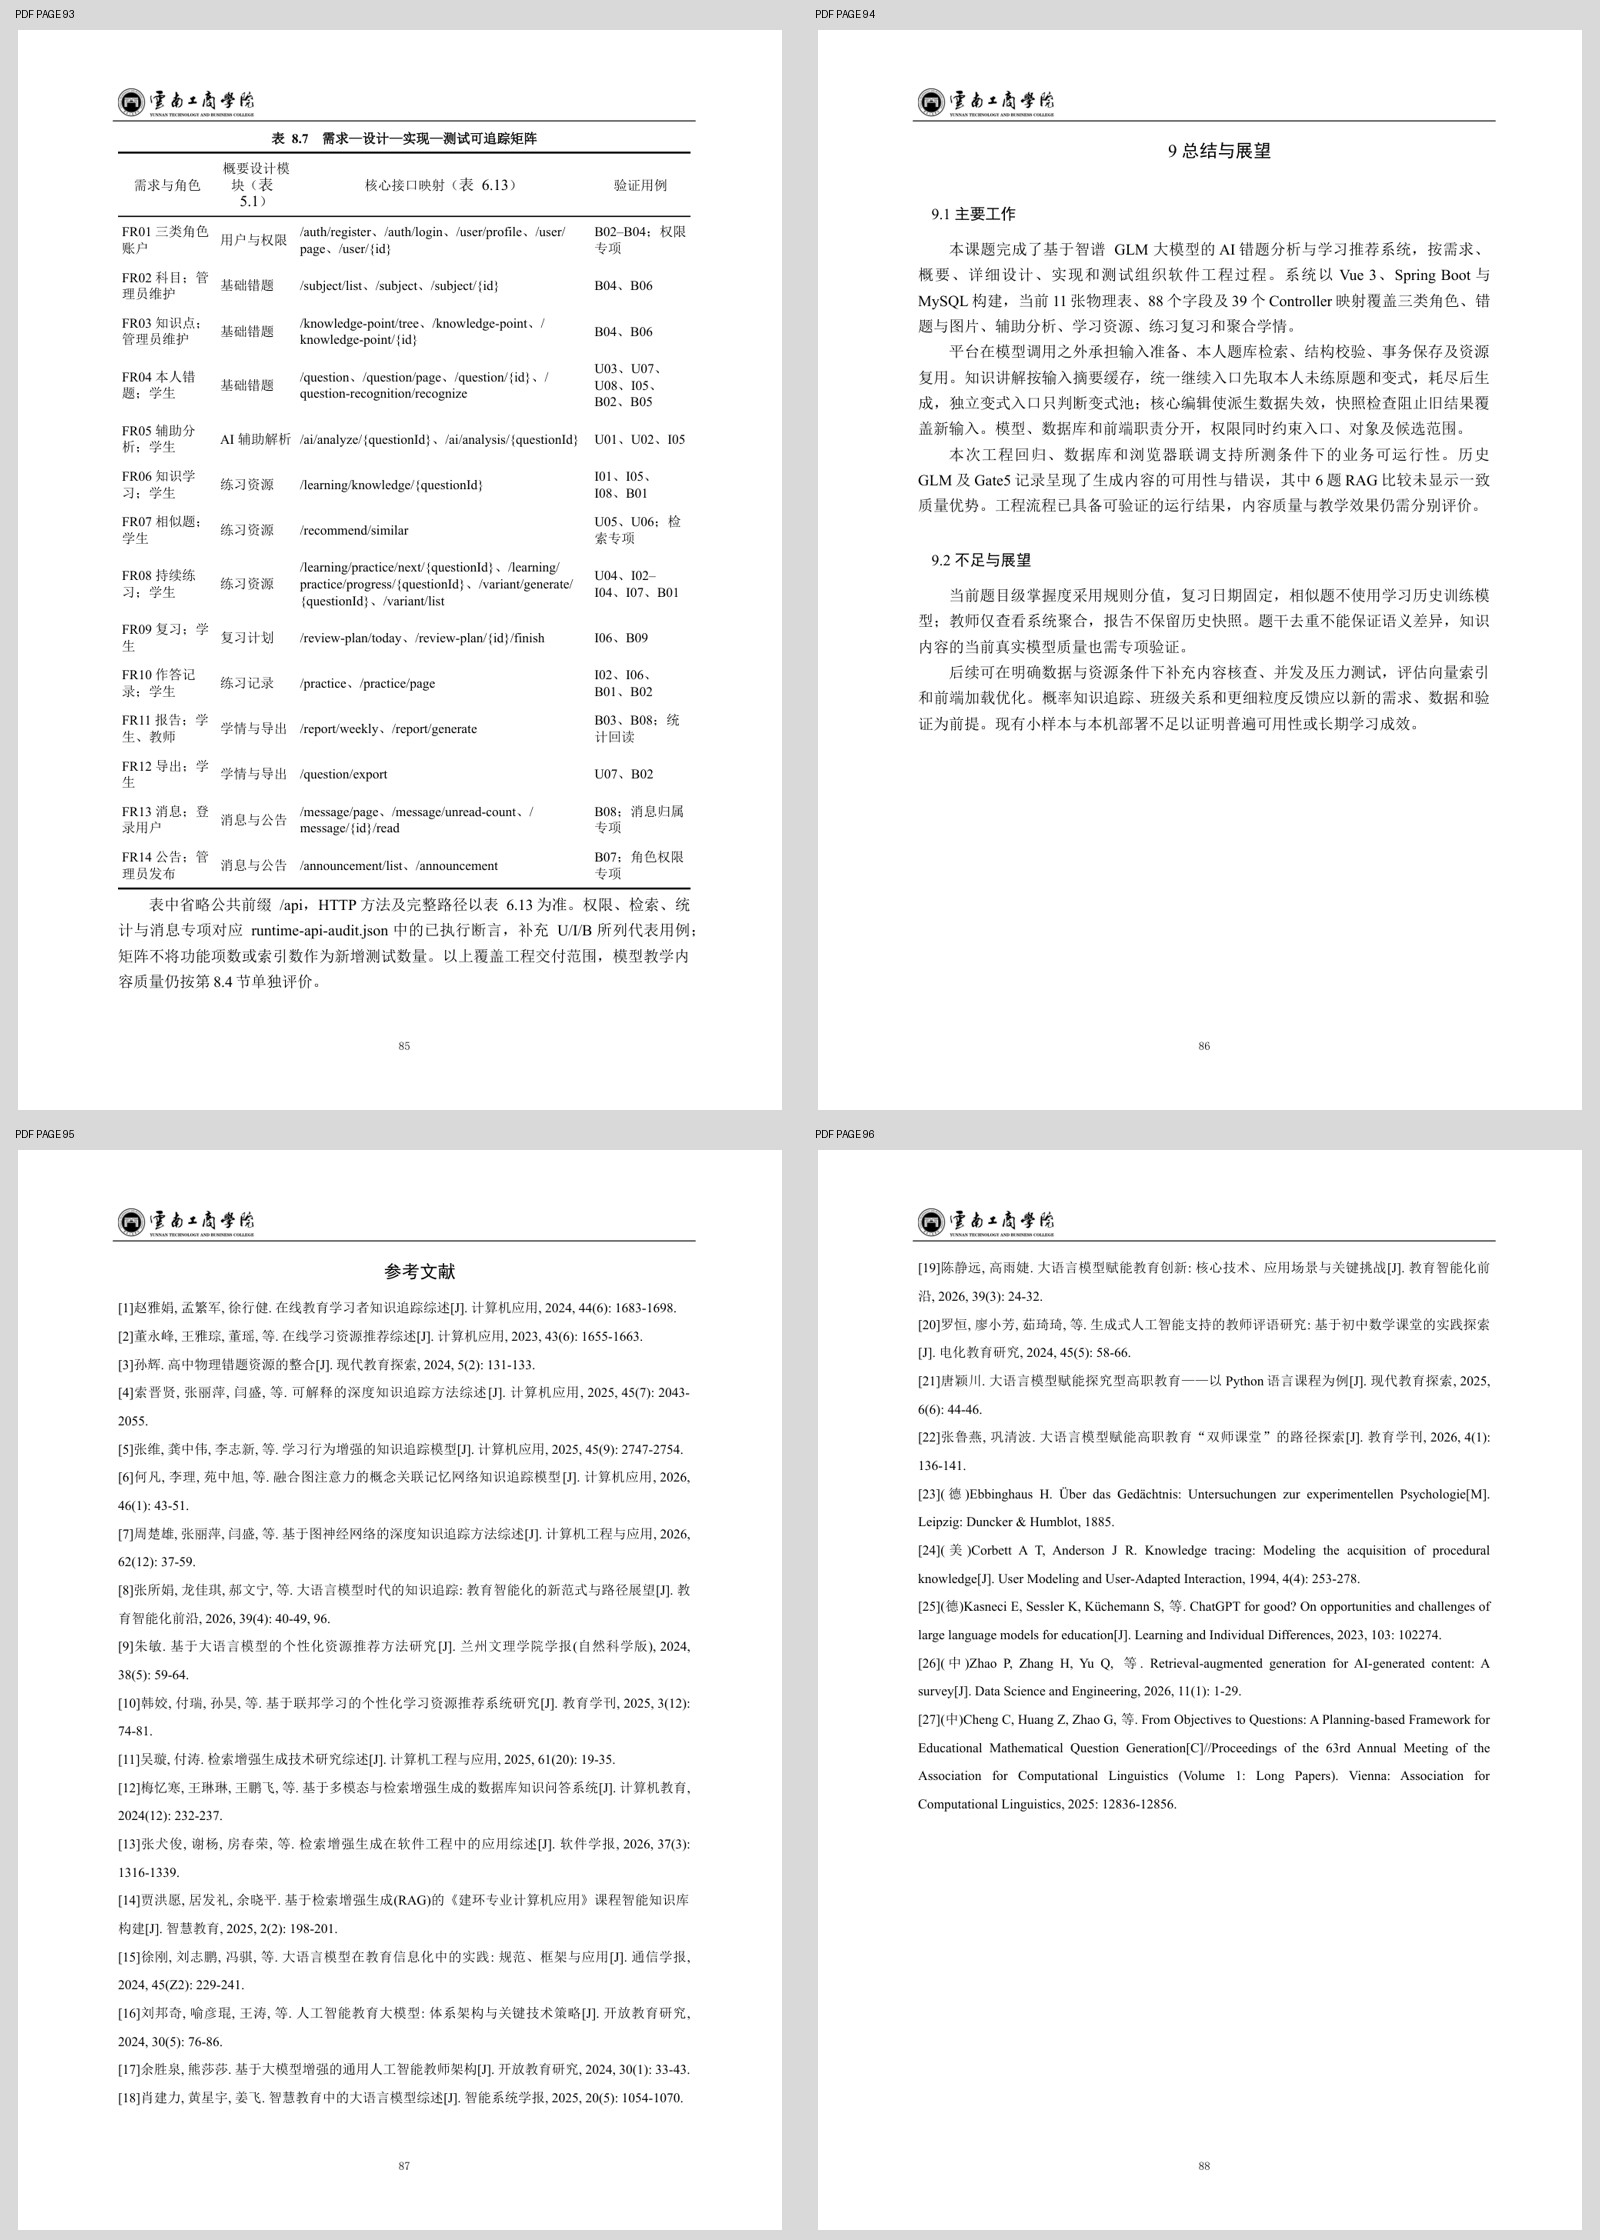 PDF PAGE 93
雲南工商學院
YUNNAN TECHNOLOGY AND BUSINESS COLLEGE
表 8.7 需求—设计—实现—测试可追踪矩阵
需求与角色
概要设计模
块（表
5.1）
核心接口映射（表 6.13）
验证用例
FR01 三类角色
账户
用户与权限
/auth/register、/auth/login、/user/profile、/user/
page、/user/{id}
B02–B04；权限
专项
FR02 科目；管
理员维护
基础错题
/subject/list、/subject、/subject/{id}
B04、B06
FR03 知识点；
管理员维护
基础错题
/knowledge-point/tree、/knowledge-point、/
knowledge-point/{id}
B04、B06
FR04 本人错
题；学生
基础错题
/question、/question/page、/question/{id}、/
question-recognition/recognize
U03、U07、
U08、I05、
B02、B05
FR05 辅助分
析；学生
AI 辅助解析
/ai/analyze/{questionId}、/ai/analysis/{questionId}
U01、U02、I05
FR06 知识学
习；学生
练习资源
/learning/knowledge/{questionId}
I01、I05、
I08、B01
FR07 相似题；
学生
练习资源
/recommend/similar
U05、U06；检
索专项
FR08 持续练
习；学生
练习资源
/learning/practice/next/{questionId}、/learning/
practice/progress/{questionId}、/variant/generate/
{questionId}、/variant/list
U04、I02–
I04、I07、B01
FR09 复习；学
生
复习计划
/review-plan/today、/review-plan/{id}/finish
I06、B09
FR10 作答记
录；学生
练习记录
/practice、/practice/page
I02、I06、
B01、B02
FR11 报告；学
生、教师
学情与导出
/report/weekly、/report/generate
B03、B08；统
计回读
FR12 导出；学
生
学情与导出
/question/export
U07、B02
FR13 消息；登
录用户
消息与公告
/message/page、/message/unread-count、/
message/{id}/read
B08；消息归属
专项
FR14 公告；管
理员发布
消息与公告
/announcement/list、/announcement
B07；角色权限
专项
表中省略公共前缀 /api，HTTP 方法及完整路径以表 6.13 为准。权限、检索、统
计与消息专项对应 runtime-api-audit.json 中的已执行断言，补充 U/I/B 所列代表用例；
矩阵不将功能项数或索引数作为新增测试数量。以上覆盖工程交付范围，模型教学内
容质量仍按第 8.4 节单独评价。
85
PDF PAGE 94
雲南工商學院
YUNNAN TECHNOLOGY AND BUSINESS COLLEGE
9 总结与展望
9.1 主要工作
本课题完成了基于智谱 GLM 大模型的 AI 错题分析与学习推荐系统，按需求、
概要、详细设计、实现和测试组织软件工程过程。系统以 Vue 3、Spring Boot 与
MySQL 构建，当前 11 张物理表、88 个字段及 39 个 Controller 映射覆盖三类角色、错
题与图片、辅助分析、学习资源、练习复习和聚合学情。
平台在模型调用之外承担输入准备、本人题库检索、结构校验、事务保存及资源
复用。知识讲解按输入摘要缓存，统一继续入口先取本人未练原题和变式，耗尽后生
成，独立变式入口只判断变式池；核心编辑使派生数据失效，快照检查阻止旧结果覆
盖新输入。模型、数据库和前端职责分开，权限同时约束入口、对象及候选范围。
本次工程回归、数据库和浏览器联调支持所测条件下的业务可运行性。历史
GLM 及 Gate5 记录呈现了生成内容的可用性与错误，其中 6 题 RAG 比较未显示一致
质量优势。工程流程已具备可验证的运行结果，内容质量与教学效果仍需分别评价。
9.2 不足与展望
当前题目级掌握度采用规则分值，复习日期固定，相似题不使用学习历史训练模
型；教师仅查看系统聚合，报告不保留历史快照。题干去重不能保证语义差异，知识
内容的当前真实模型质量也需专项验证。
后续可在明确数据与资源条件下补充内容核查、并发及压力测试，评估向量索引
和前端加载优化。概率知识追踪、班级关系和更细粒度反馈应以新的需求、数据和验
证为前提。现有小样本与本机部署不足以证明普遍可用性或长期学习成效。
86
PDF PAGE 95
雲南工商學院
YUNNAN TECHNOLOGY AND BUSINESS COLLEGE
参考文献
[1]赵雅娟, 孟繁军, 徐行健. 在线教育学习者知识追踪综述[J]. 计算机应用, 2024, 44(6): 1683-1698.
[2]董永峰, 王雅琮, 董瑶, 等. 在线学习资源推荐综述[J]. 计算机应用, 2023, 43(6): 1655-1663.
[3]孙辉. 高中物理错题资源的整合[J]. 现代教育探索, 2024, 5(2): 131-133.
[4]索晋贤, 张丽萍, 闫盛, 等. 可解释的深度知识追踪方法综述[J]. 计算机应用, 2025, 45(7): 2043-
2055.
[5]张维, 龚中伟, 李志新, 等. 学习行为增强的知识追踪模型[J]. 计算机应用, 2025, 45(9): 2747-2754.
[6]何凡, 李理, 苑中旭, 等. 融合图注意力的概念关联记忆网络知识追踪模型[J]. 计算机应用, 2026,
46(1): 43-51.
[7]周楚雄, 张丽萍, 闫盛, 等. 基于图神经网络的深度知识追踪方法综述[J]. 计算机工程与应用, 2026,
62(12): 37-59.
[8]张所娟, 龙佳琪, 郝文宁, 等. 大语言模型时代的知识追踪: 教育智能化的新范式与路径展望[J]. 教
育智能化前沿, 2026, 39(4): 40-49, 96.
[9]朱敏. 基于大语言模型的个性化资源推荐方法研究[J]. 兰州文理学院学报(自然科学版), 2024,
38(5): 59-64.
[10]韩姣, 付瑞, 孙昊, 等. 基于联邦学习的个性化学习资源推荐系统研究[J]. 教育学刊, 2025, 3(12):
74-81.
[11]吴璇, 付涛. 检索增强生成技术研究综述[J]. 计算机工程与应用, 2025, 61(20): 19-35.
[12]梅忆寒, 王琳琳, 王鹏飞, 等. 基于多模态与检索增强生成的数据库知识问答系统[J]. 计算机教育,
2024(12): 232-237.
[13]张犬俊, 谢杨, 房春荣, 等. 检索增强生成在软件工程中的应用综述[J]. 软件学报, 2026, 37(3):
1316-1339.
[14]贾洪愿, 居发礼, 余晓平. 基于检索增强生成(RAG)的《建环专业计算机应用》课程智能知识库
构建[J]. 智慧教育, 2025, 2(2): 198-201.
[15]徐刚, 刘志鹏, 冯骐, 等. 大语言模型在教育信息化中的实践: 规范、框架与应用[J]. 通信学报,
2024, 45(Z2): 229-241.
[16]刘邦奇, 喻彦琨, 王涛, 等. 人工智能教育大模型: 体系架构与关键技术策略[J]. 开放教育研究,
2024, 30(5): 76-86.
[17]余胜泉, 熊莎莎. 基于大模型增强的通用人工智能教师架构[J]. 开放教育研究, 2024, 30(1): 33-43.
[18]肖建力, 黄星宇, 姜飞. 智慧教育中的大语言模型综述[J]. 智能系统学报, 2025, 20(5): 1054-1070.
87
PDF PAGE 96
雲南工商學院
YUNNAN TECHNOLOGY AND BUSINESS COLLEGE
[19]陈静远, 高雨婕. 大语言模型赋能教育创新: 核心技术、应用场景与关键挑战[J]. 教育智能化前
沿, 2026, 39(3): 24-32.
[20]罗恒, 廖小芳, 茹琦琦, 等. 生成式人工智能支持的教师评语研究: 基于初中数学课堂的实践探索
[J]. 电化教育研究, 2024, 45(5): 58-66.
[21]唐颖川. 大语言模型赋能探究型高职教育——以 Python 语言课程为例[J]. 现代教育探索, 2025,
6(6): 44-46.
[22]张鲁燕, 巩清波. 大语言模型赋能高职教育“双师课堂”的路径探索[J]. 教育学刊, 2026, 4(1):
136-141.
[23](德)Ebbinghaus H. Über das Gedächtnis: Untersuchungen zur experimentellen Psychologie[M].
Leipzig: Duncker & Humblot, 1885.
[24](美)Corbett A T, Anderson J R. Knowledge tracing: Modeling the acquisition of procedural
knowledge[J]. User Modeling and User-Adapted Interaction, 1994, 4(4): 253-278.
[25](德)Kasneci E, Sessler K, Küchemann S, 等. ChatGPT for good? On opportunities and challenges of
large language models for education[J]. Learning and Individual Differences, 2023, 103: 102274.
[26](中)Zhao P, Zhang H, Yu Q, 等. Retrieval-augmented generation for AI-generated content: A
survey[J]. Data Science and Engineering, 2026, 11(1): 1-29.
[27](中)Cheng C, Huang Z, Zhao G, 等. From Objectives to Questions: A Planning-based Framework for
Educational Mathematical Question Generation[C]//Proceedings of the 63rd Annual Meeting of the
Association for Computational Linguistics (Volume 1: Long Papers). Vienna: Association for
Computational Linguistics, 2025: 12836-12856.
88